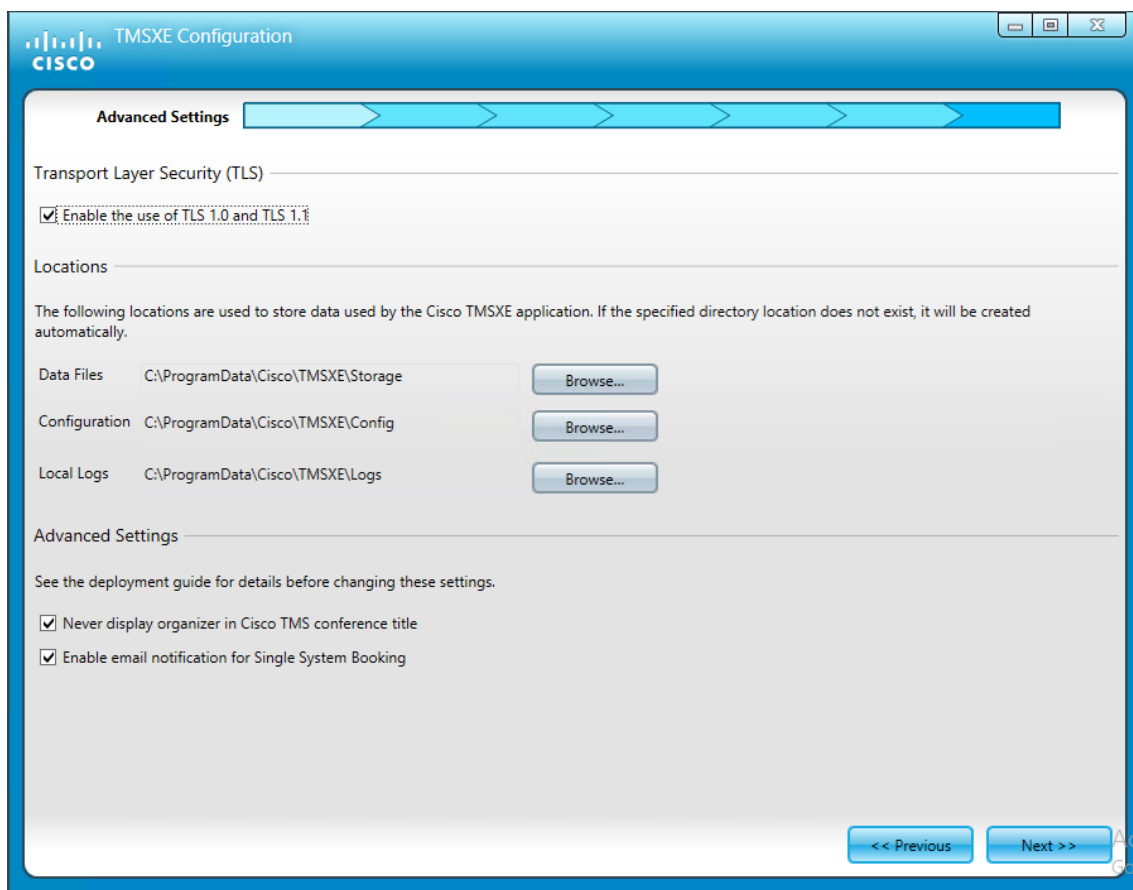 TMSXE Configuration
CISCO
Advanced Settings
Transport Layer Security (TLS)
Enable the use of TLS 1.0 and TLS 1.1
Locations
The following locations are used to store data used by the Cisco TMSXE application. If the specified directory location does not exist, it will be created
automatically.
Data Files C:\ProgramData\Cisco\TMSXE\Storage Browse...
Configuration C:\ProgramData\Cisco\TMSXE\Config Browse...
Local Logs C:\ProgramData\Cisco\TMSXE\Logs Browse...
Advanced Settings
See the deployment guide for details before changing these settings.
Never display organizer in Cisco TMS conference title
Enable email notification for Single System Booking
<< Previous Next >>